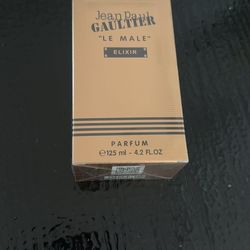 Jean Paul
GAULTIER
"LE MALE"
ELIXIR
PARFUM
℮125 ml - 4.2 FL.OZ